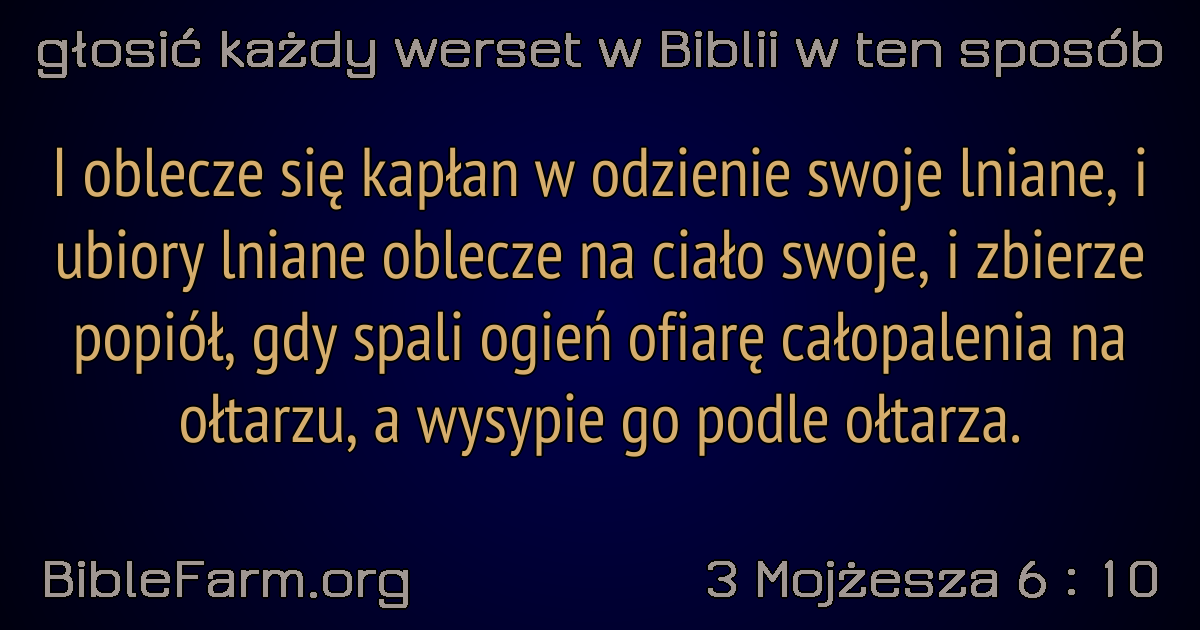 głosić każdy werset w Biblii w ten sposób
I oblecze się kapłan w odzienie swoje lniane, i
ubiory lniane oblecze na ciało swoje, i zbierze
popiół, gdy spali ogień ofiarę całopalenia na
ołtarzu, a wysypie go podle ołtarza.
BibleFarm.org
3 Mojżesza 6 : 10